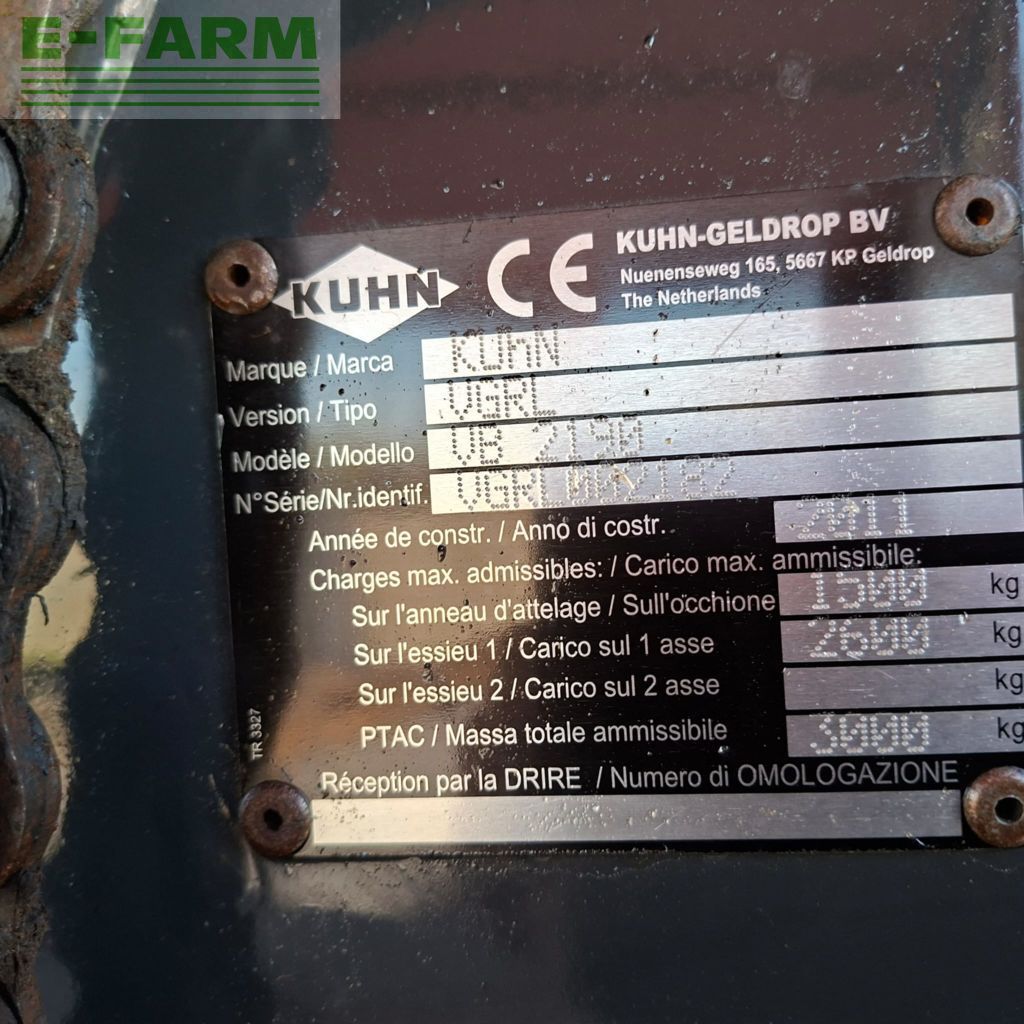 E-FARM
KUHN
CE
KUHN-GELDROP BV
Nuenenseweg 165, 5667 KP Geldrop
The Netherlands
Marque / Marca KUhN
Version / Tipo VGRL
Modèle / Modello VB 2190
N°Série/Nr.identif.
Année de constr. / Anno di costr. 2011
Charges max. admissibles: / Carico max. ammissibile:
Sur l'anneau d'attelage / Sull'occhione 1500 kg
Sur l'essieu 1 / Carico sul 1 asse 2600 kg
Sur l'essieu 2 / Carico sul 2 asse kg
PTAC / Massa totale ammissibile 3900 kg
Réception par la DRIRE / Numero di OMOLOGAZIONE
TR 3327